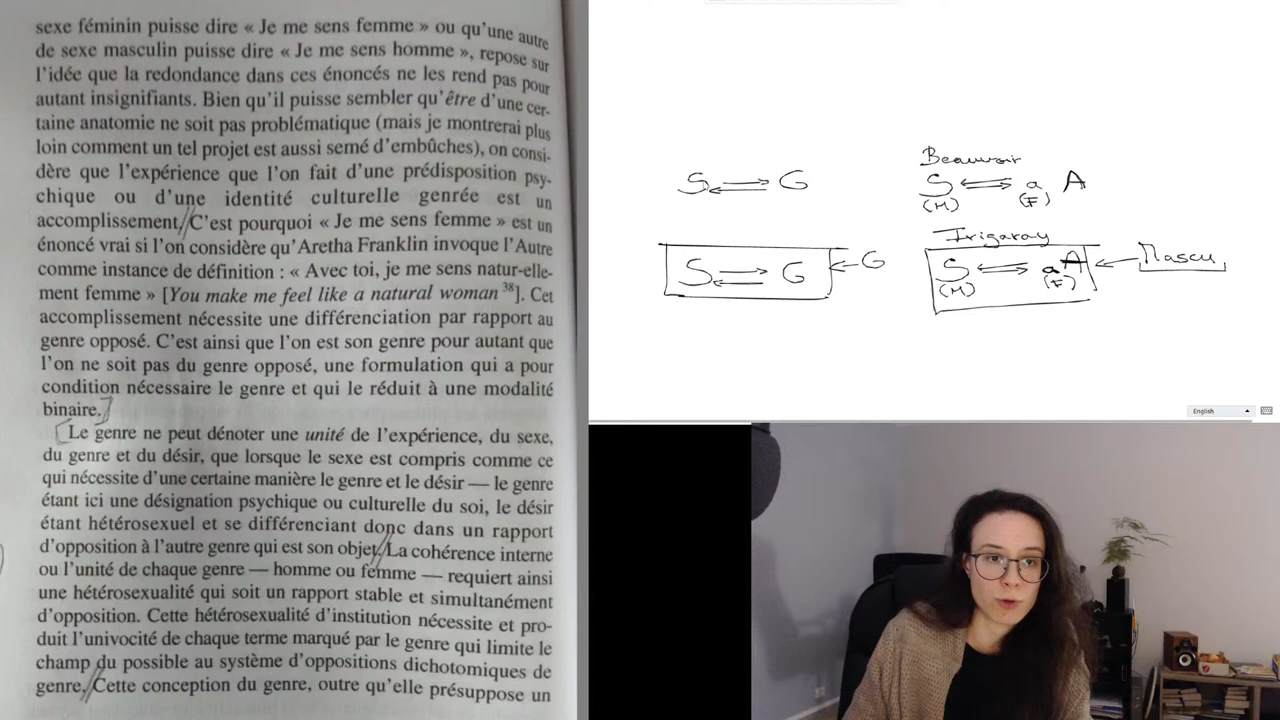 sexe féminin puisse dire « Je me sens femme » ou qu'une autre
de sexe masculin puisse dire « Je me sens homme », repose sur
l'idée que la redondance dans ces énoncés ne les rend pas pour
autant insignifiants. Bien qu'il puisse sembler qu'être d'une cer-
taine anatomie ne soit pas problématique (mais je montrerai plus
loin comment un tel projet est aussi semé d'embûches), on consi-
dère que l'expérience que l'on fait d'une prédisposition psy-
chique ou d'une identité culturelle genrée est un
accomplissement. C'est pourquoi « Je me sens femme » est un
énoncé vrai si l'on considère qu'Aretha Franklin invoque l'Autre
comme instance de définition : « Avec toi, je me sens natur-elle-
ment femme » [You make me feel like a natural woman 38]. Cet
accomplissement nécessite une différenciation par rapport au
genre opposé. C'est ainsi que l'on est son genre pour autant que
l'on ne soit pas du genre opposé, une formulation qui a pour
condition nécessaire le genre et qui le réduit à une modalité
binaire.
Le genre ne peut dénoter une unité de l'expérience, du sexe,
du genre et du désir, que lorsque le sexe est compris comme ce
qui nécessite d'une certaine manière le genre et le désir — le genre
étant ici une désignation psychique ou culturelle du soi, le désir
étant hétérosexuel et se différenciant donc dans un rapport
d'opposition à l'autre genre qui est son objet. La cohérence interne
ou l'unité de chaque genre — homme ou femme — requiert ainsi
une hétérosexualité qui soit un rapport stable et simultanément
d'opposition. Cette hétérosexualité d'institution nécessite et pro-
duit l'univocité de chaque terme marqué par le genre qui limite le
champ du possible au système d'oppositions dichotomiques de
genre. Cette conception du genre, outre qu'elle présuppose un
S G
S G G
Beauvoir
S a A
(M) (F)
Irigaray
S a A Mascu
(M) (F)
English